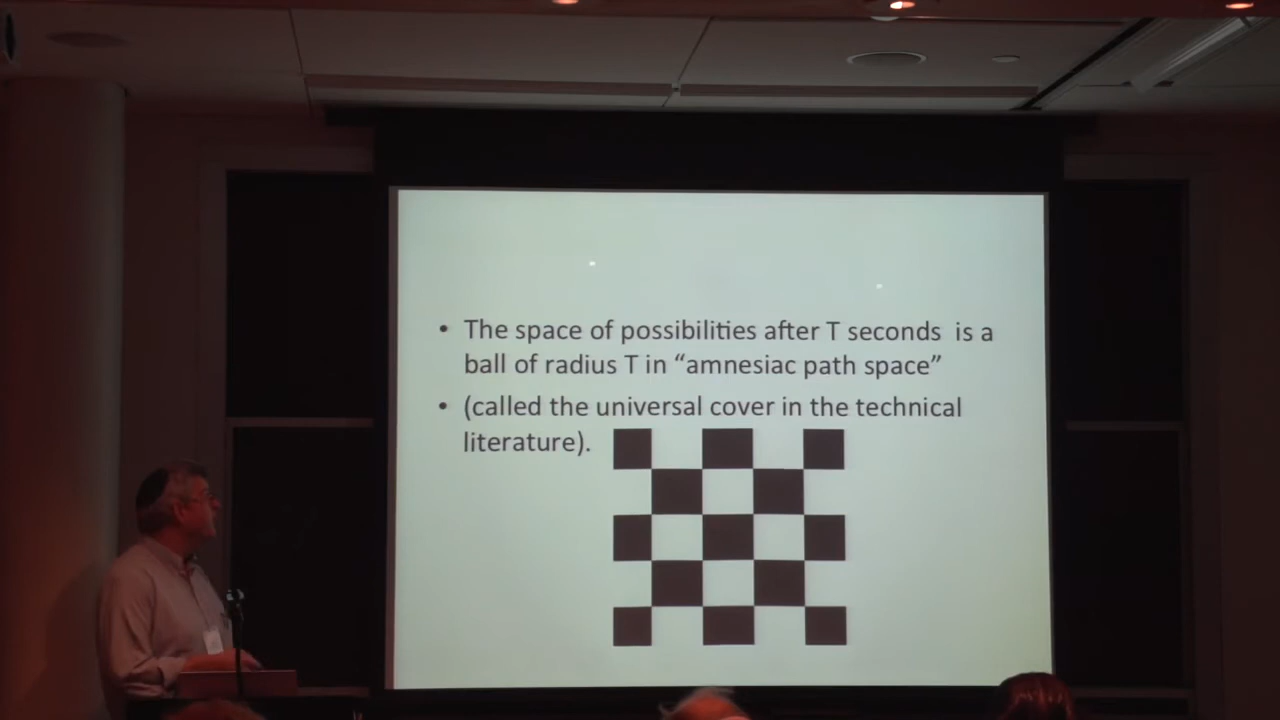 • The space of possibilities after T seconds is a
ball of radius T in “amnesiac path space”
• (called the universal cover in the technical
literature).